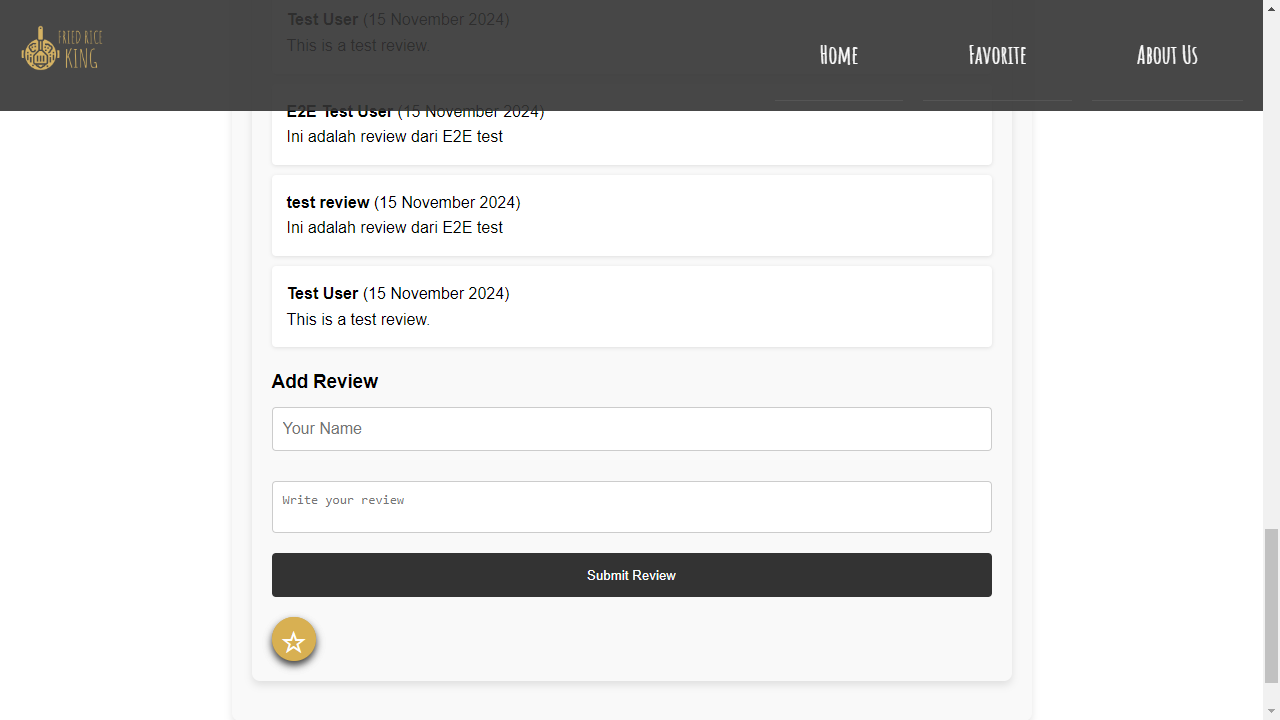 FRIED RICE
KING
Home
Favorite
About Us
Test User (15 November 2024)
This is a test review.
E2E Test User (15 November 2024)
Ini adalah review dari E2E test
test review (15 November 2024)
Ini adalah review dari E2E test
Test User (15 November 2024)
This is a test review.
Add Review
Your Name
Write your review
Submit Review